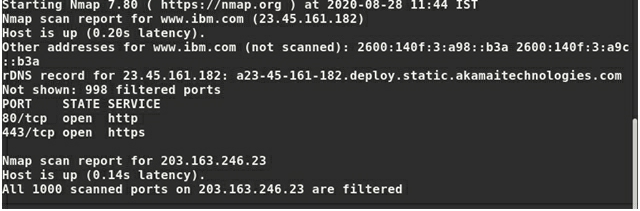 Starting Nmap 7.80 ( https://nmap.org ) at 2020-08-28 11:44 IST
Nmap scan report for www.ibm.com (23.45.161.182)
Host is up (0.20s latency).
Other addresses for www.ibm.com (not scanned): 2600:140f:3:a98::b3a 2600:140f:3:a9c
::b3a
rDNS record for 23.45.161.182: a23-45-161-182.deploy.static.akamaitechnologies.com
Not shown: 998 filtered ports
PORT    STATE SERVICE
80/tcp  open  http
443/tcp open  https

Nmap scan report for 203.163.246.23
Host is up (0.14s latency).
All 1000 scanned ports on 203.163.246.23 are filtered